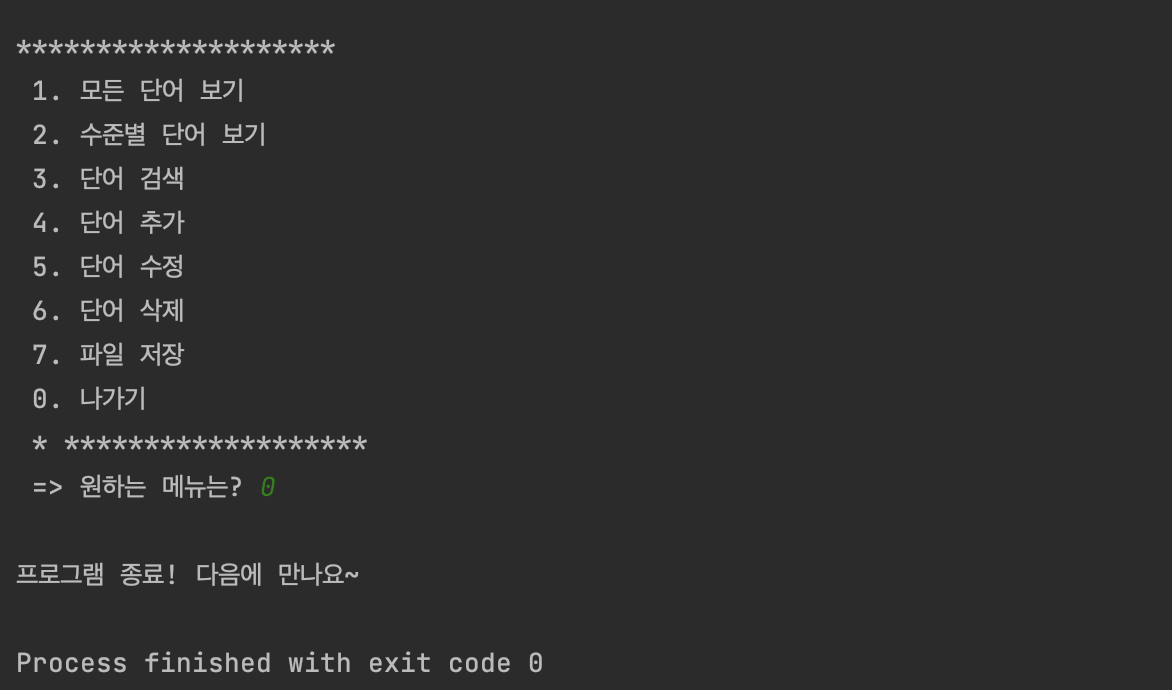 ********************
1. 모든 단어 보기
2. 수준별 단어 보기
3. 단어 검색
4. 단어 추가
5. 단어 수정
6. 단어 삭제
7. 파일 저장
0. 나가기
* *******************
=> 원하는 메뉴는? 0
프로그램 종료! 다음에 만나요~
Process finished with exit code 0